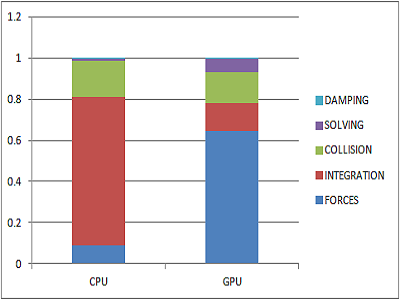 1.2
1
0.8
0.6
0.4
0.2
0
CPU GPU
DAMPING
SOLVING
COLLISION
INTEGRATION
FORCES